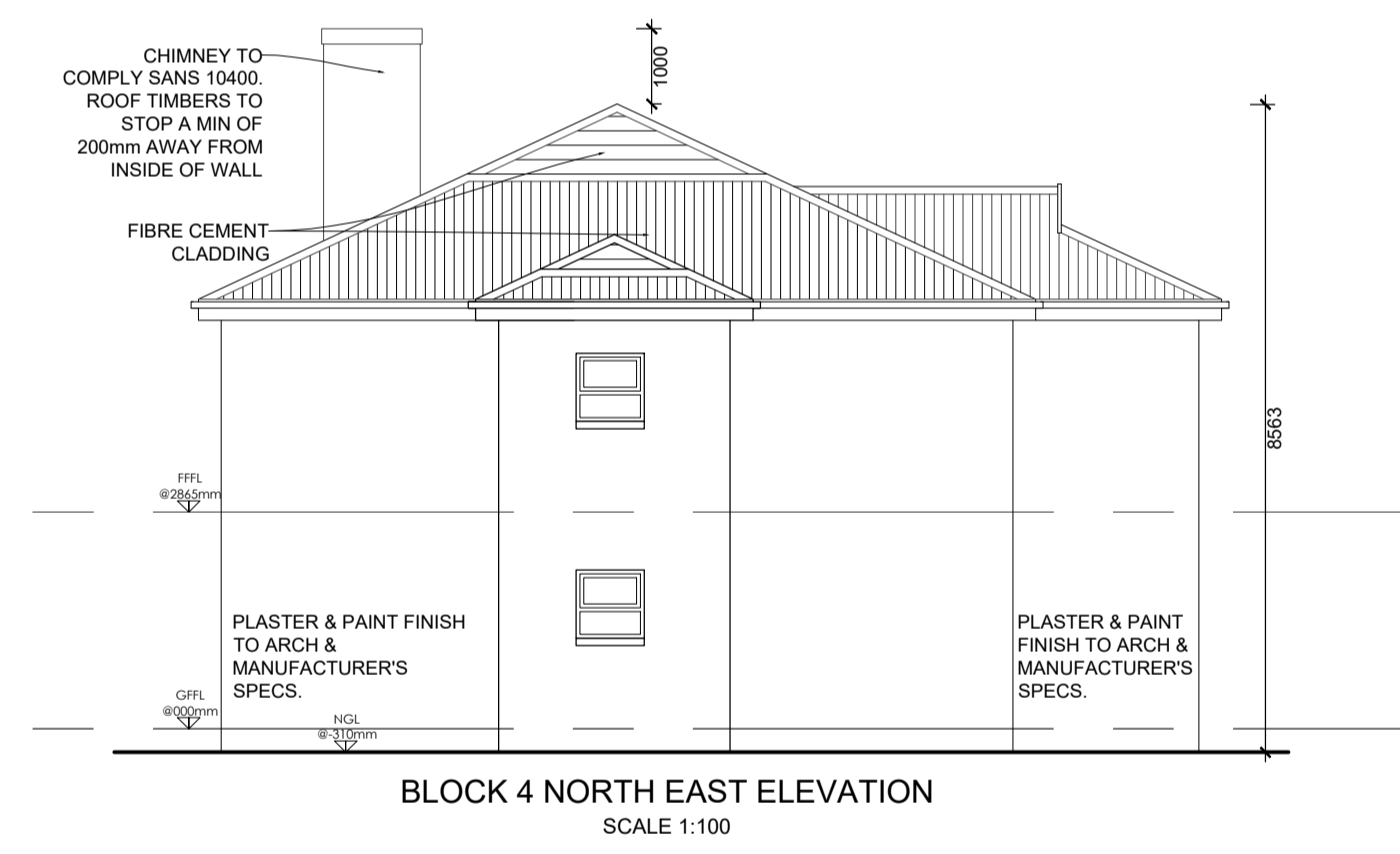 CHIMNEY TO
COMPLY SANS 10400.
ROOF TIMBERS TO
STOP A MIN OF
200mm AWAY FROM
INSIDE OF WALL
1000
FIBRE CEMENT
CLADDING
8563
FFFL
@2865mm
PLASTER & PAINT FINISH
TO ARCH &
MANUFACTURER'S
SPECS.
PLASTER & PAINT
FINISH TO ARCH &
MANUFACTURER'S
SPECS.
GFFL
@000mm
NGL
@-310mm
BLOCK 4 NORTH EAST ELEVATION
SCALE 1:100